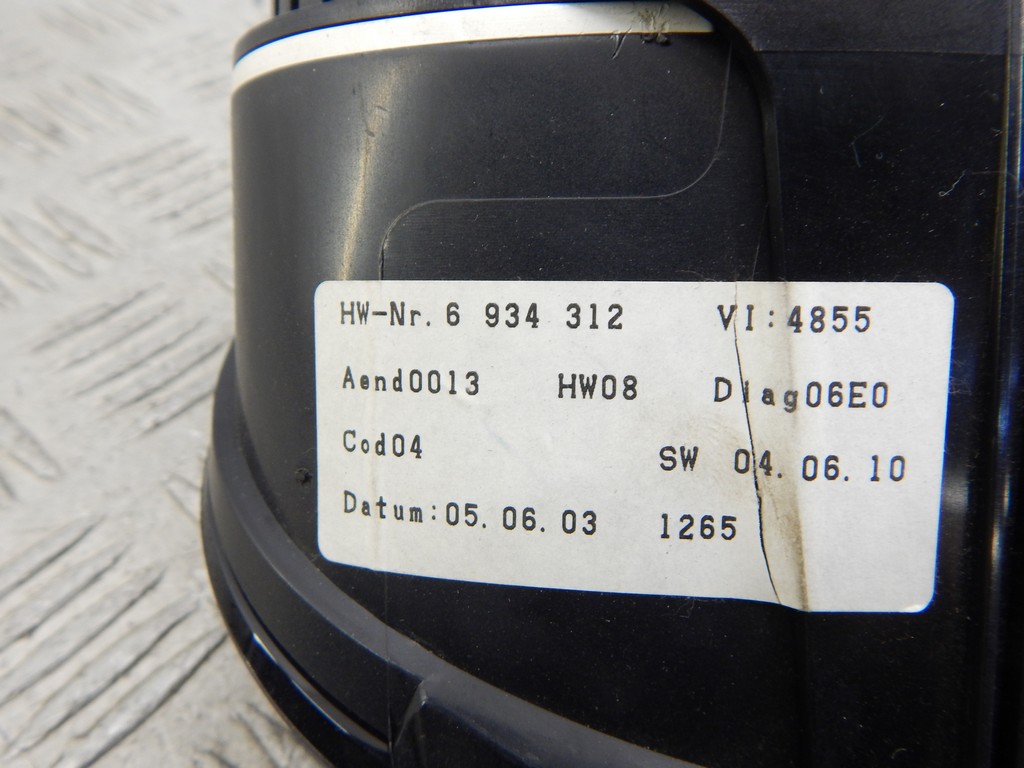 HW-Nr. 6 934 312 VI:4855
Aend0013 HW08 Diag06E0
Cod04 SW 04. 06. 10
Datum:05. 06. 03 1265